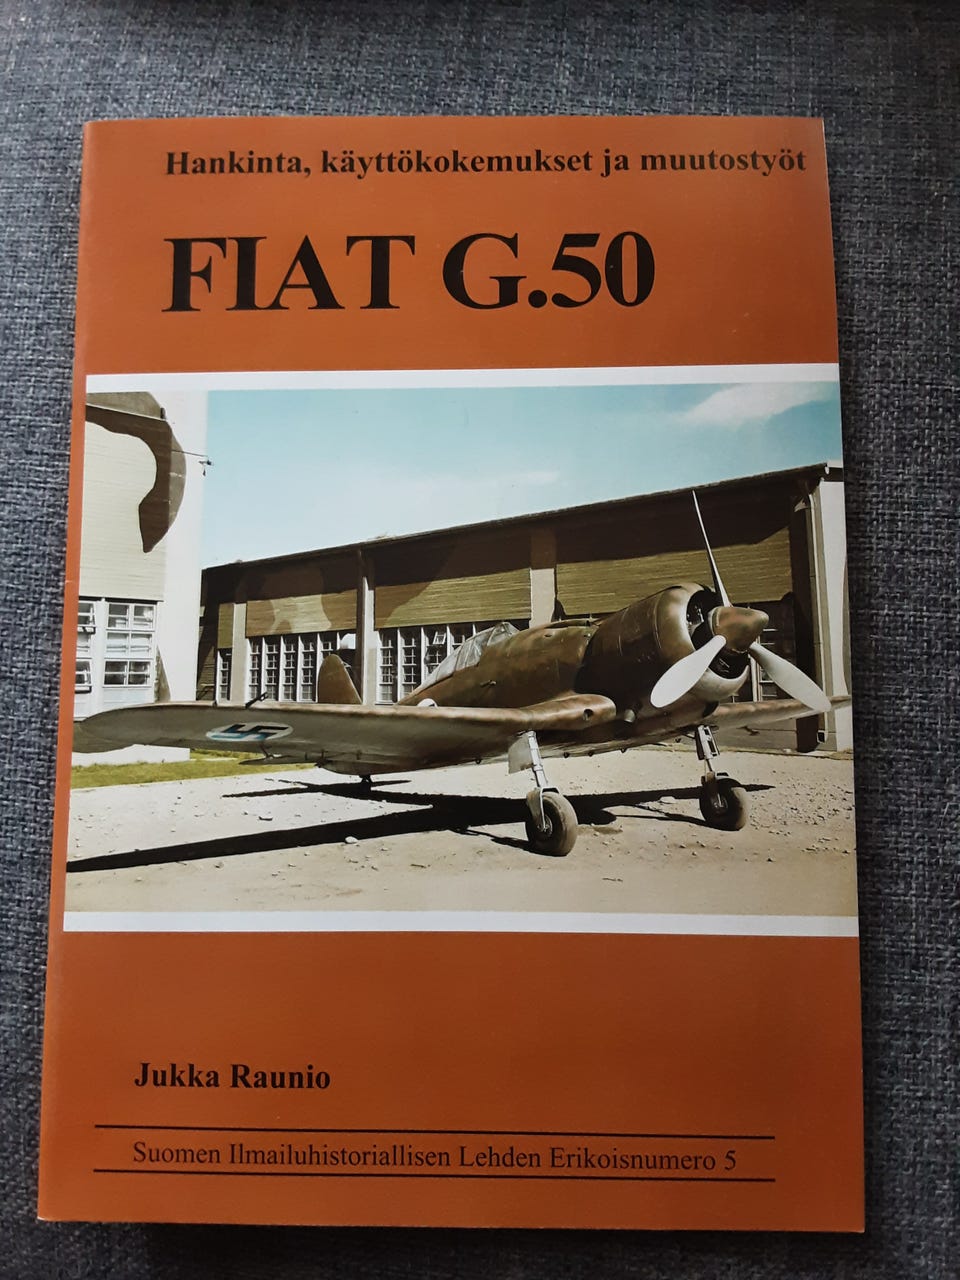 Hankinta, käyttökokemukset ja muutostyöt
FIAT G.50
Jukka Raunio
Suomen Ilmailuhistoriallisen Lehden Erikoisnumero 5